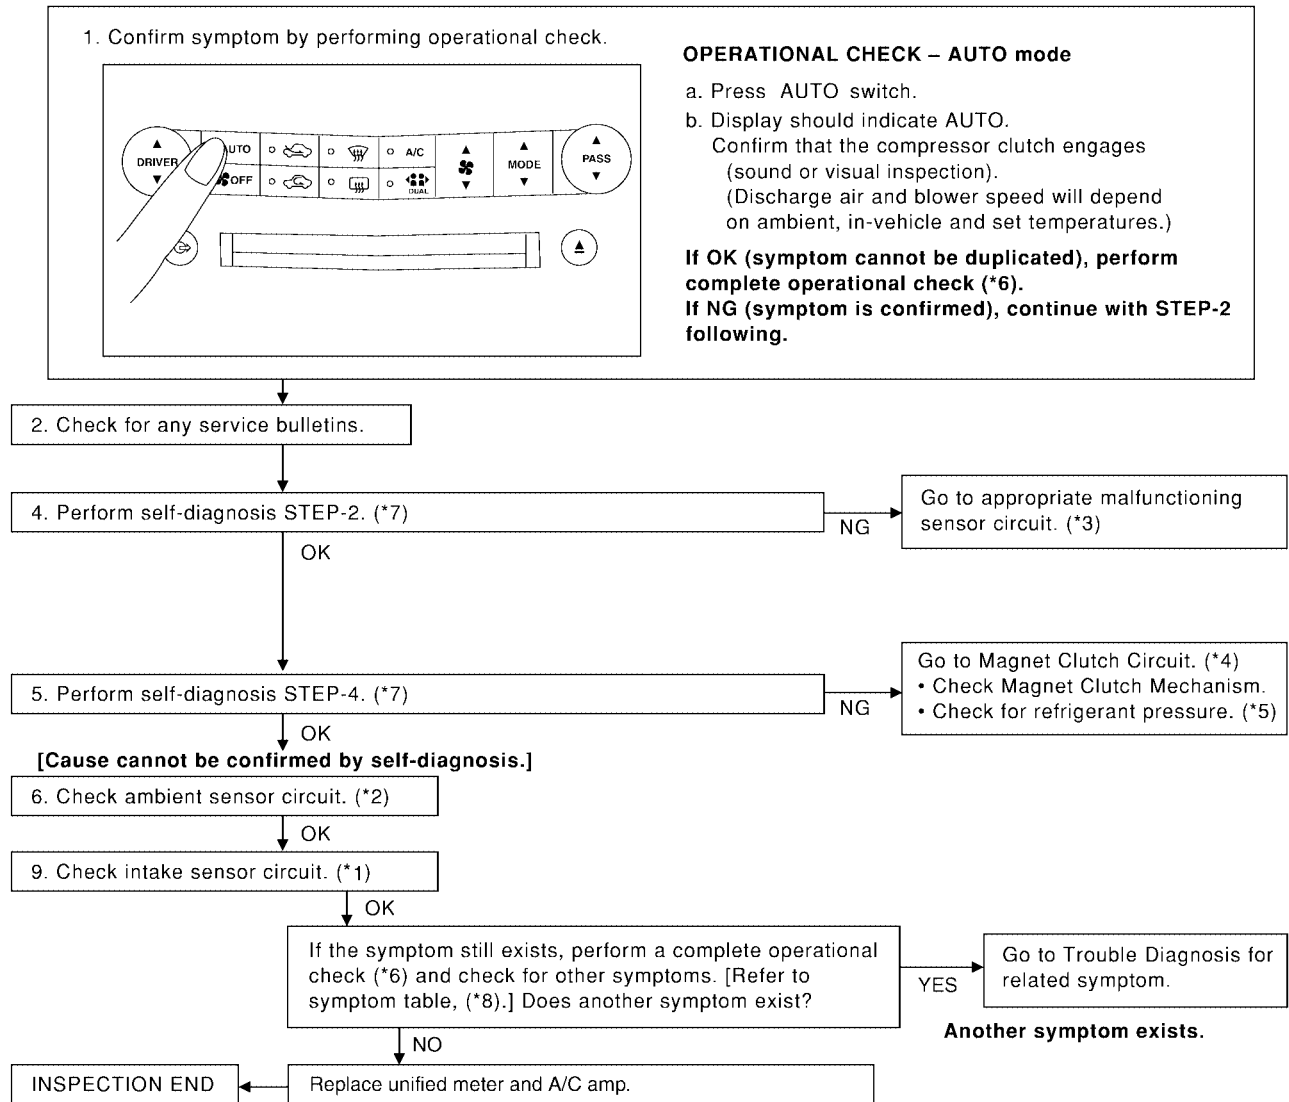 1. Confirm symptom by performing operational check.
DRIVER
UTO
OFF
A/C
DUAL
MODE
PASS
OPERATIONAL CHECK – AUTO mode
a. Press AUTO switch.
b. Display should indicate AUTO.
Confirm that the compressor clutch engages
(sound or visual inspection).
(Discharge air and blower speed will depend
on ambient, in-vehicle and set temperatures.)
If OK (symptom cannot be duplicated), perform
complete operational check (*6).
If NG (symptom is confirmed), continue with STEP-2
following.
2. Check for any service bulletins.
4. Perform self-diagnosis STEP-2. (*7)
NG
Go to appropriate malfunctioning
sensor circuit. (*3)
OK
5. Perform self-diagnosis STEP-4. (*7)
NG
Go to Magnet Clutch Circuit. (*4)
• Check Magnet Clutch Mechanism.
• Check for refrigerant pressure. (*5)
OK
[Cause cannot be confirmed by self-diagnosis.]
6. Check ambient sensor circuit. (*2)
OK
9. Check intake sensor circuit. (*1)
OK
If the symptom still exists, perform a complete operational
check (*6) and check for other symptoms. [Refer to
symptom table, (*8).] Does another symptom exist?
YES
Go to Trouble Diagnosis for
related symptom.
Another symptom exists.
NO
Replace unified meter and A/C amp.
INSPECTION END